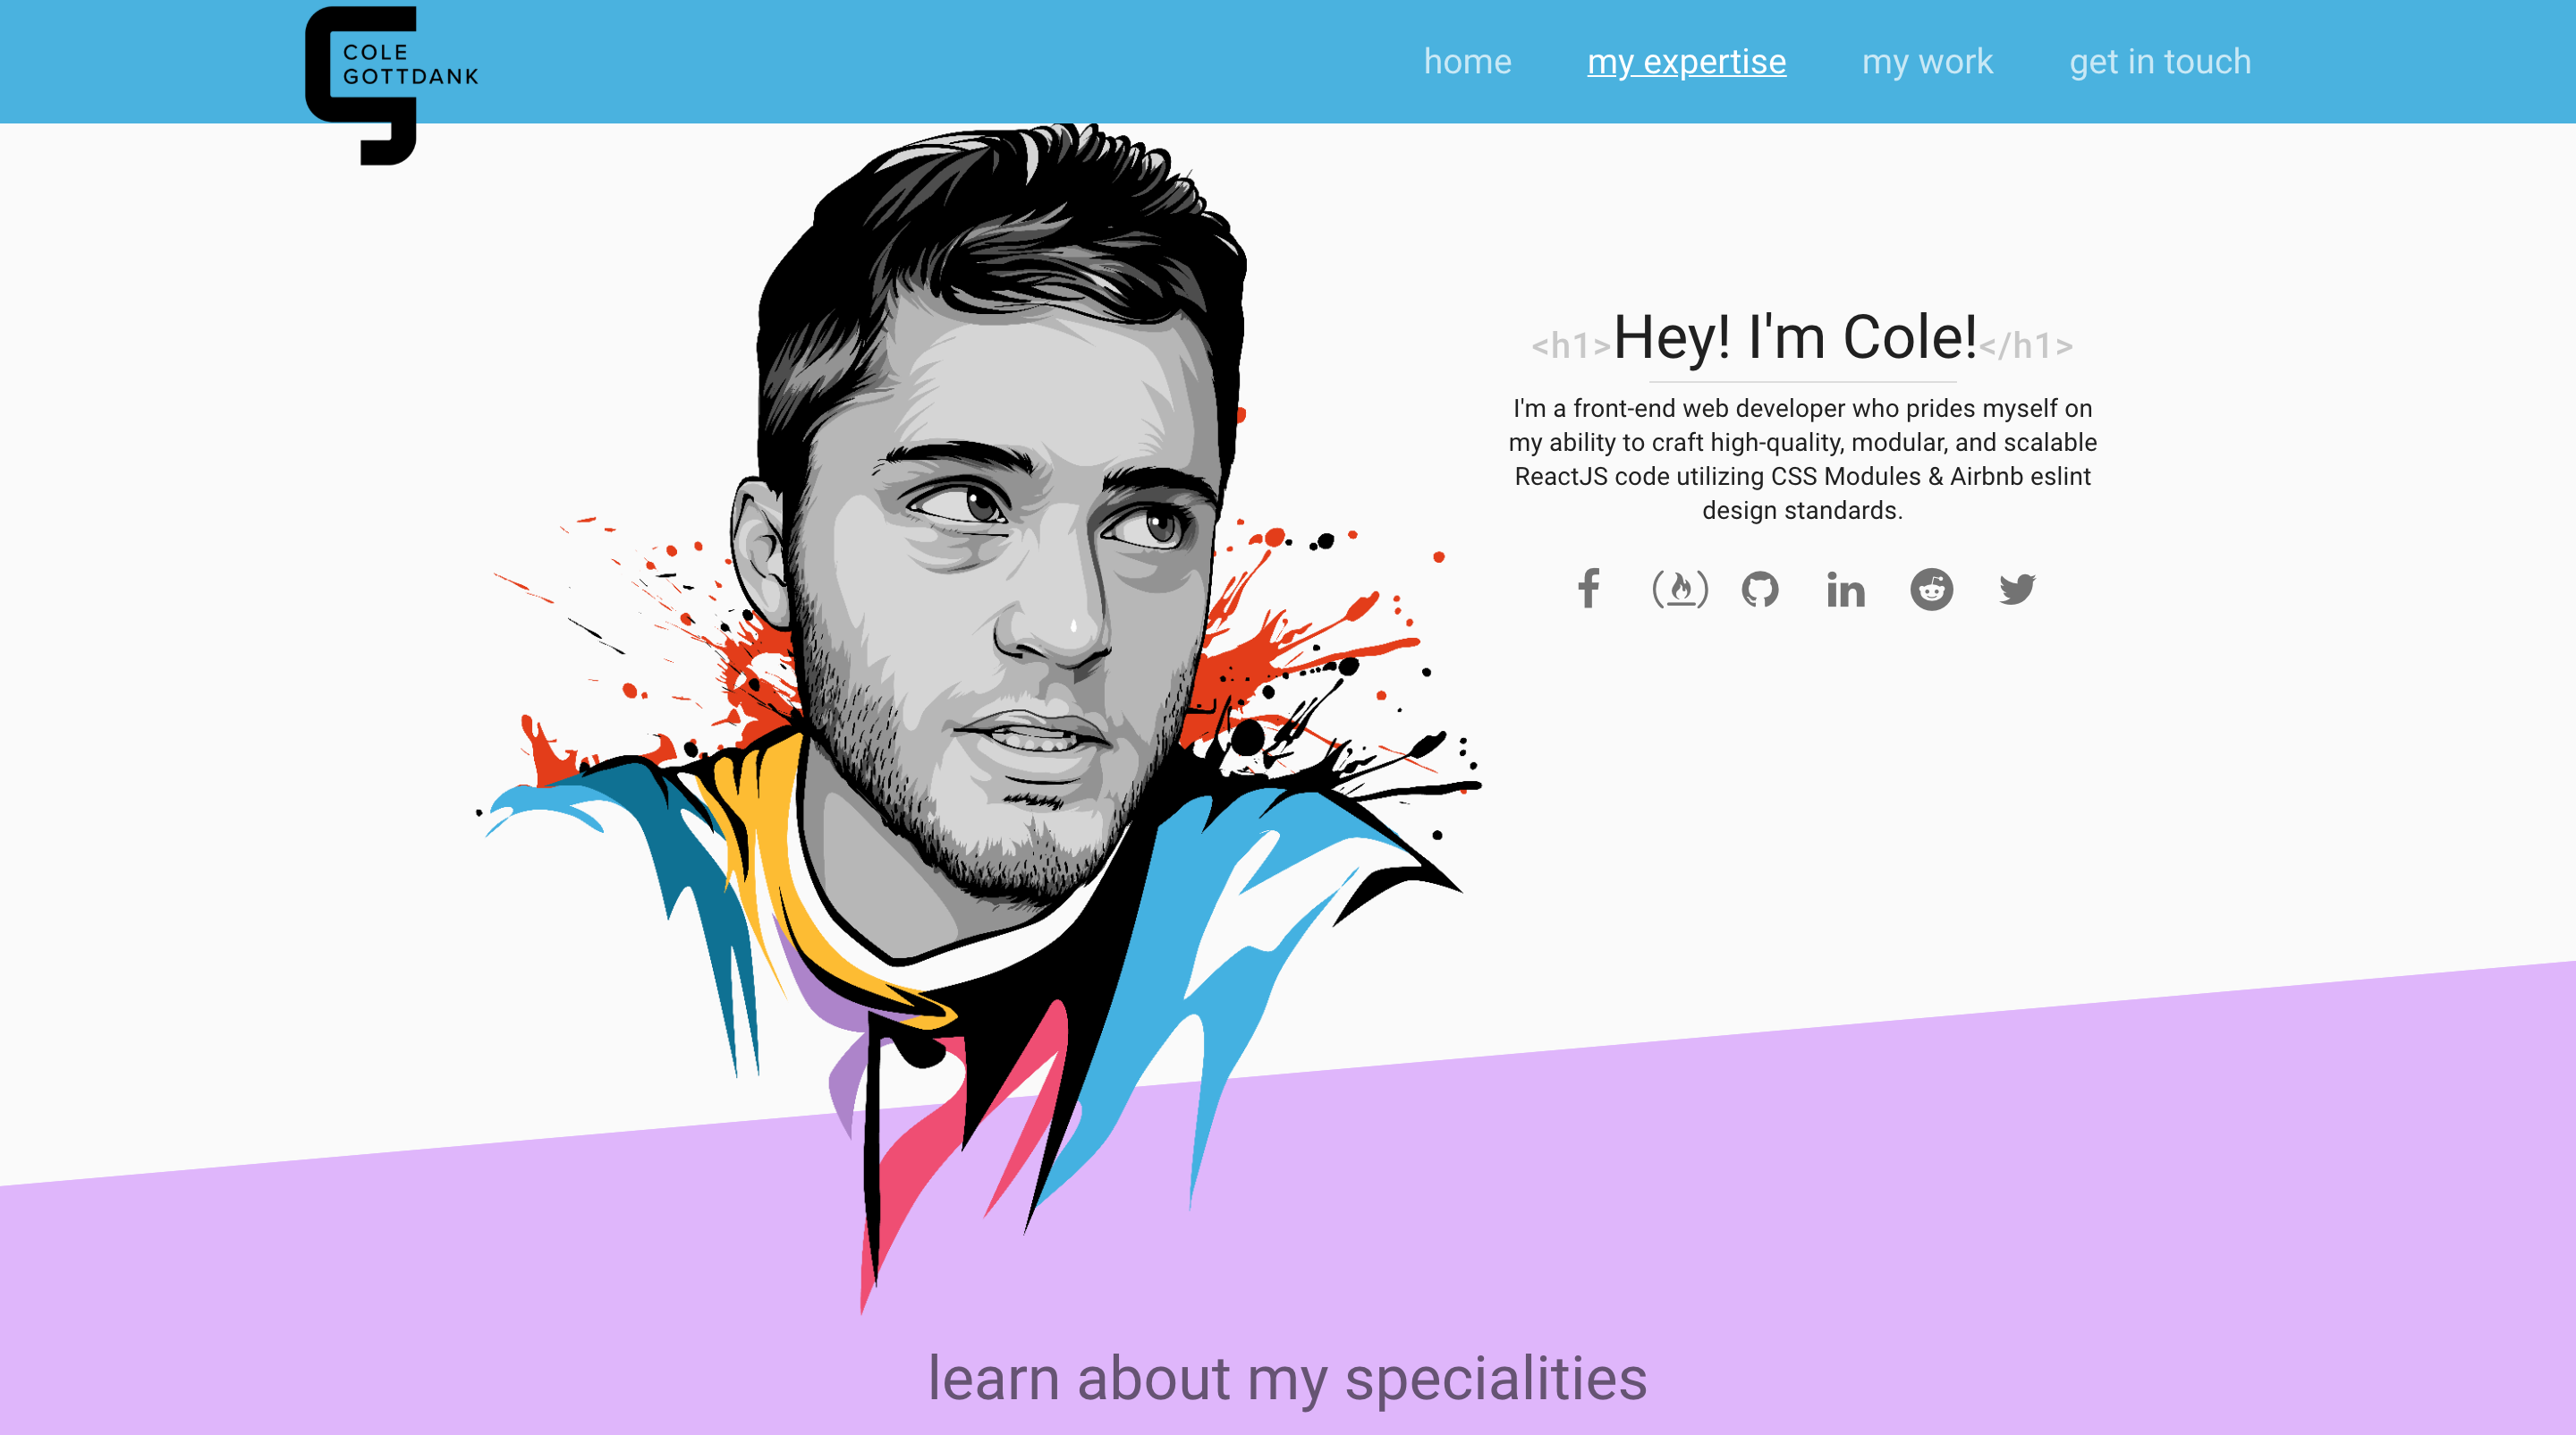 COLE
GOTTDANK
home my expertise my work get in touch
<h1>Hey! I'm Cole!</h1>
I'm a front-end web developer who prides myself on
my ability to craft high-quality, modular, and scalable
ReactJS code utilizing CSS Modules & Airbnb eslint
design standards.
learn about my specialities